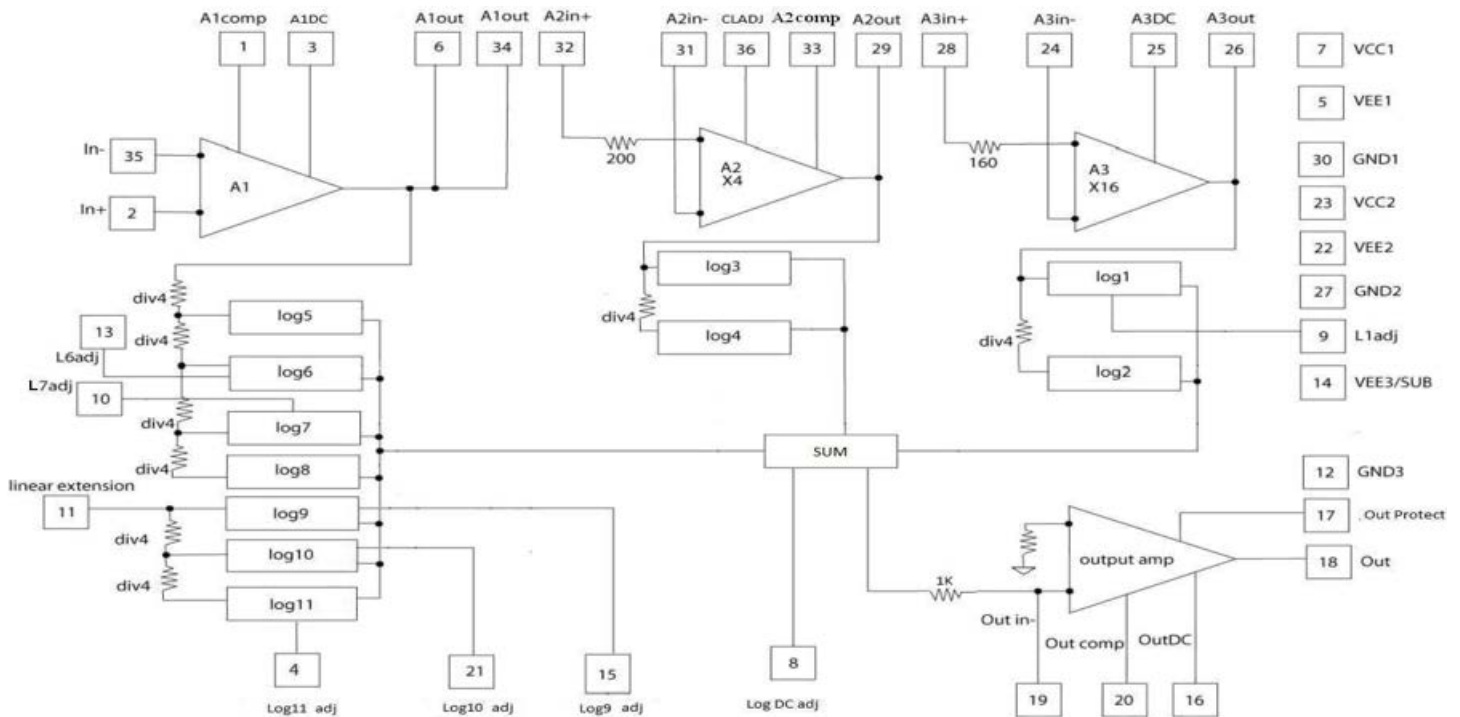 A1comp A1DC A1out A1out A2in+ A2in- CLADJ A2comp A2out A3in+ A3in- A3DC A3out
1 3 6 34 32 31 36 33 29 28 24 25 26 7 VCC1
5 VEE1
In- 35
200
160
A1
A2
X4
A3
X16
30 GND1
In+ 2
23 VCC2
22 VEE2
log3
log1
div4
27 GND2
log5
13
div4
div4
log4
div4
9 L1adj
L6adj
log6
log2
L7adj
10
14 VEE3/SUB
div4
log7
SUM
div4
log8
12 GND3
linear extension
11
log9
17 . Out Protect
div4
log10
output amp
18 Out
div4
log11
1K
Out in-
Out comp
OutDC
4
21
15
8
19
20
16
Log11 adj
Log10 adj
Log9 adj
Log DC adj